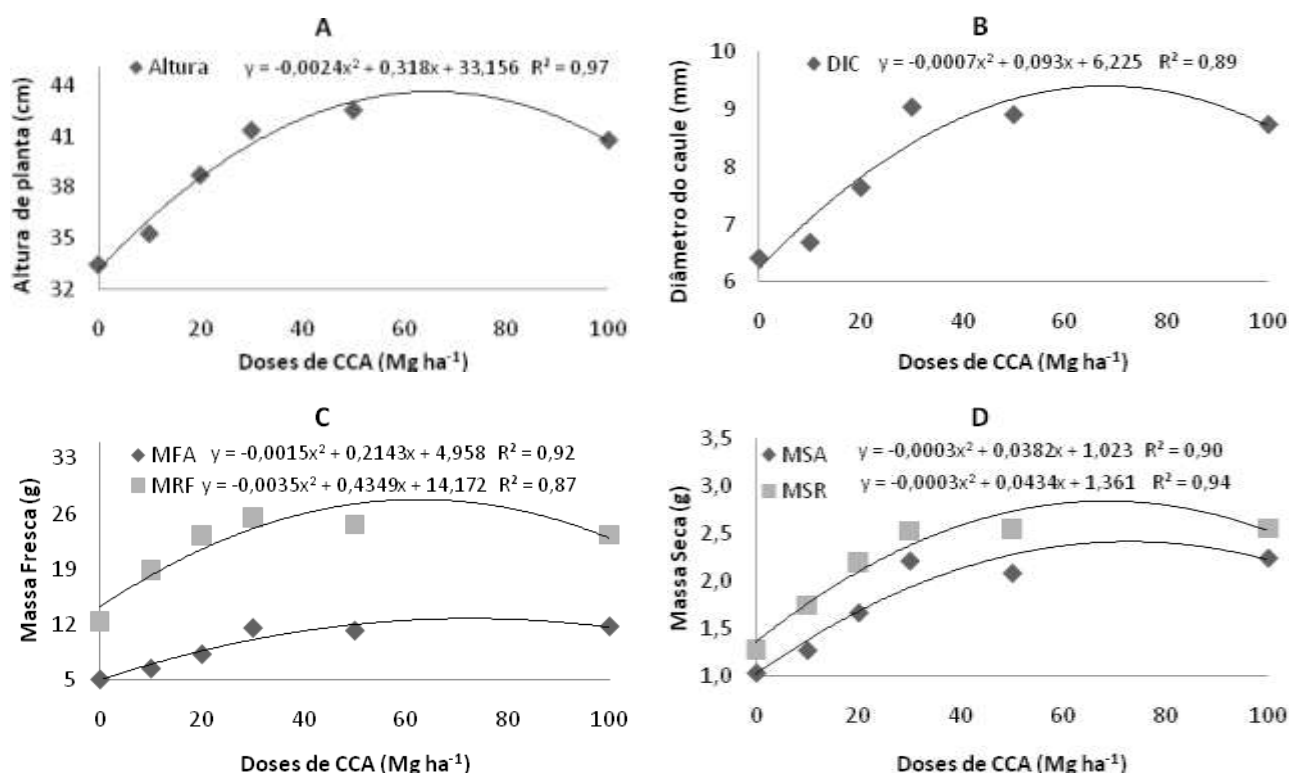 A
Altura y = -0,0024x² + 0,318x + 33,156 R² = 0,97
Altura de planta (cm)
44
41
38
35
32
0 20 40 60 80 100
Doses de CCA (Mg ha⁻¹)
B
DIC y = -0,0007x² + 0,093x + 6,225 R² = 0,89
Diâmetro do caule (mm)
10
9
8
7
6
0 20 40 60 80 100
Doses de CCA (Mg ha⁻¹)
C
MFA y = -0,0015x² + 0,2143x + 4,958 R² = 0,92
MRF y = -0,0035x² + 0,4349x + 14,172 R² = 0,87
Massa Fresca (g)
33
26
19
12
5
0 20 40 60 80 100
Doses de CCA (Mg ha⁻¹)
D
MSA y = -0,0003x² + 0,0382x + 1,023 R² = 0,90
MSR y = -0,0003x² + 0,0434x + 1,361 R² = 0,94
Massa Seca (g)
3,5
3,0
2,5
2,0
1,5
1,0
0 20 40 60 80 100
Doses de CCA (Mg ha⁻¹)